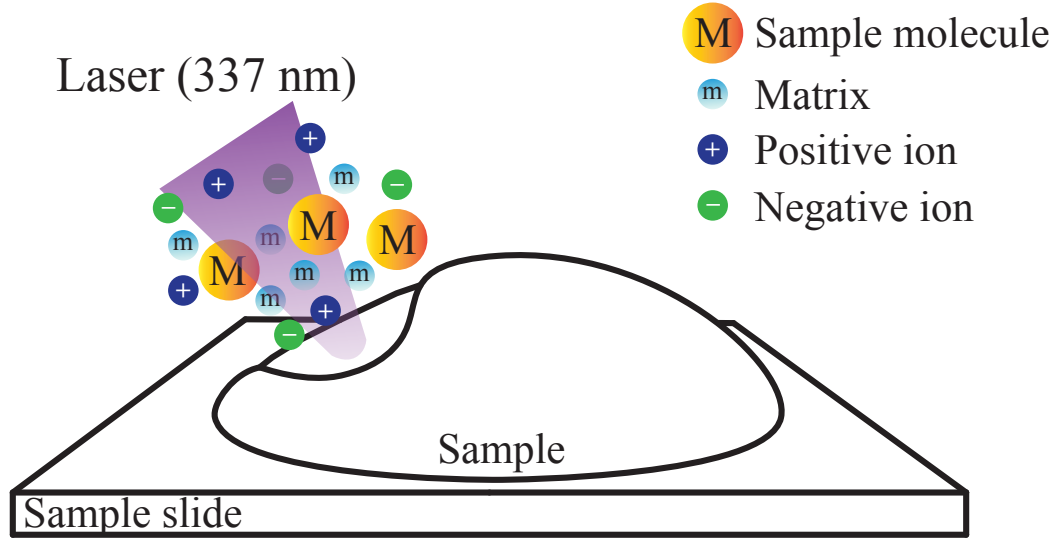 Laser (337 nm)
M Sample molecule
m Matrix
+ Positive ion
− Negative ion
+
+
−
m
−
−
M
m
m
M
M
+
m
m
m
+
−
Sample
Sample slide